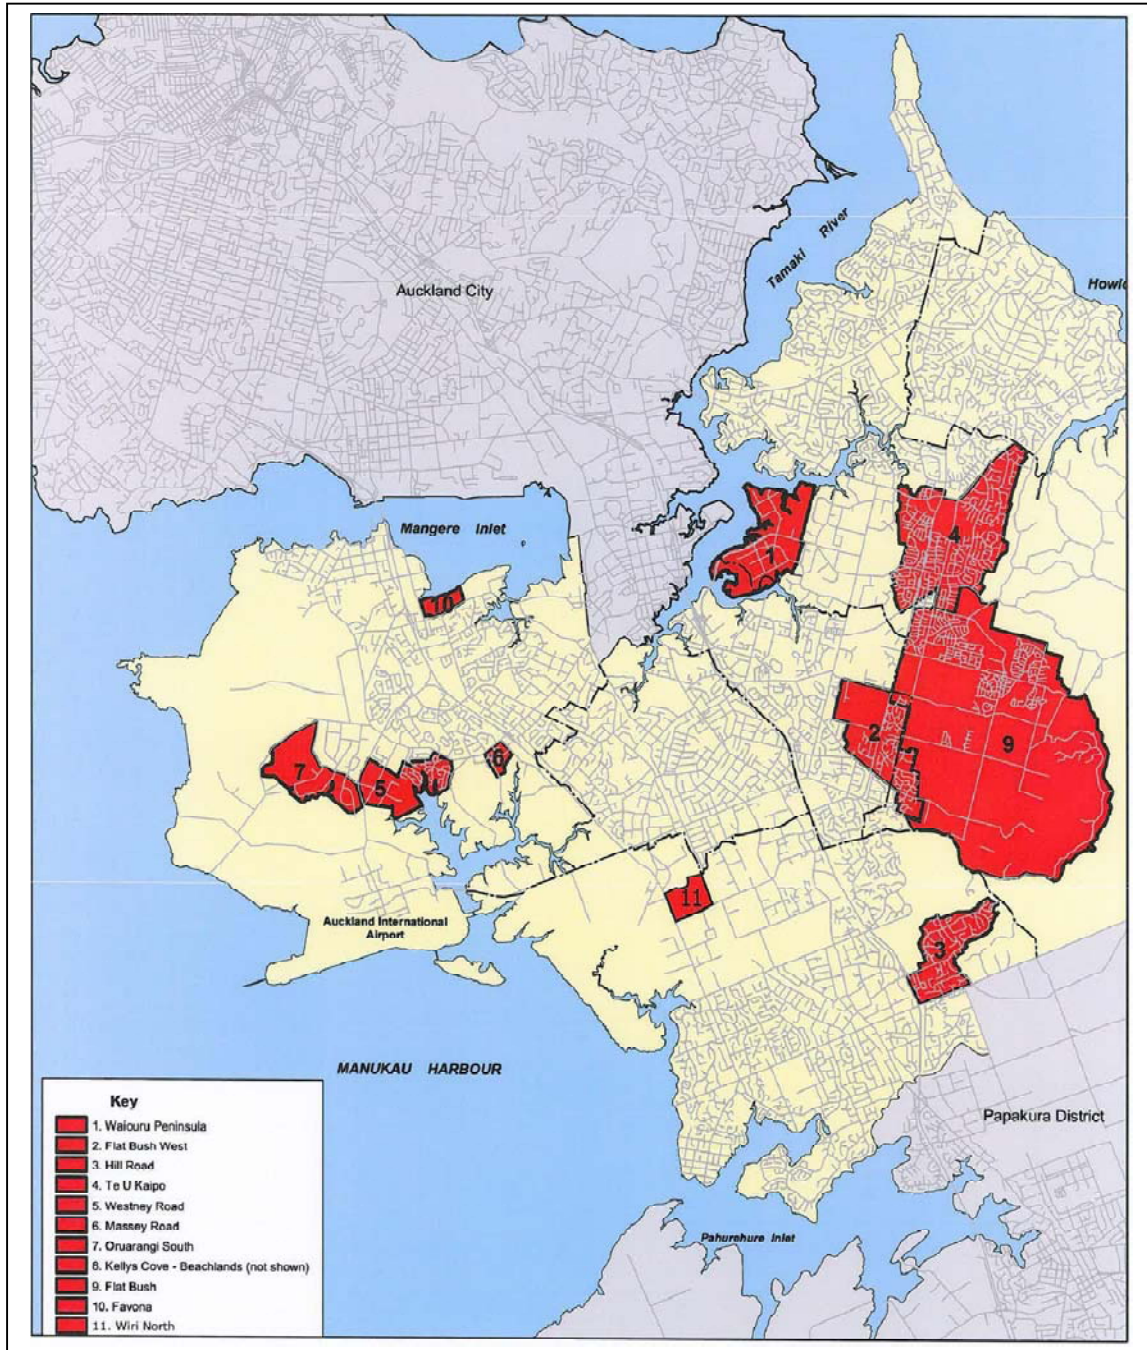 Tamaki River
Auckland City
Mangere Inlet
1
4
10
2
9
7
5
6
11
Auckland International
Airport
3
MANUKAU HARBOUR
Key
1. Waiouru Peninsula
2. Flat Bush West
3. Hill Road
4. Te U Kaipo
5. Westney Road
6. Massey Road
7. Oruarangi South
8. Kellys Cove - Beachlands (not shown)
9. Flat Bush
10. Favona
11. Wiri North
Papakura District
Pahurehure Inlet